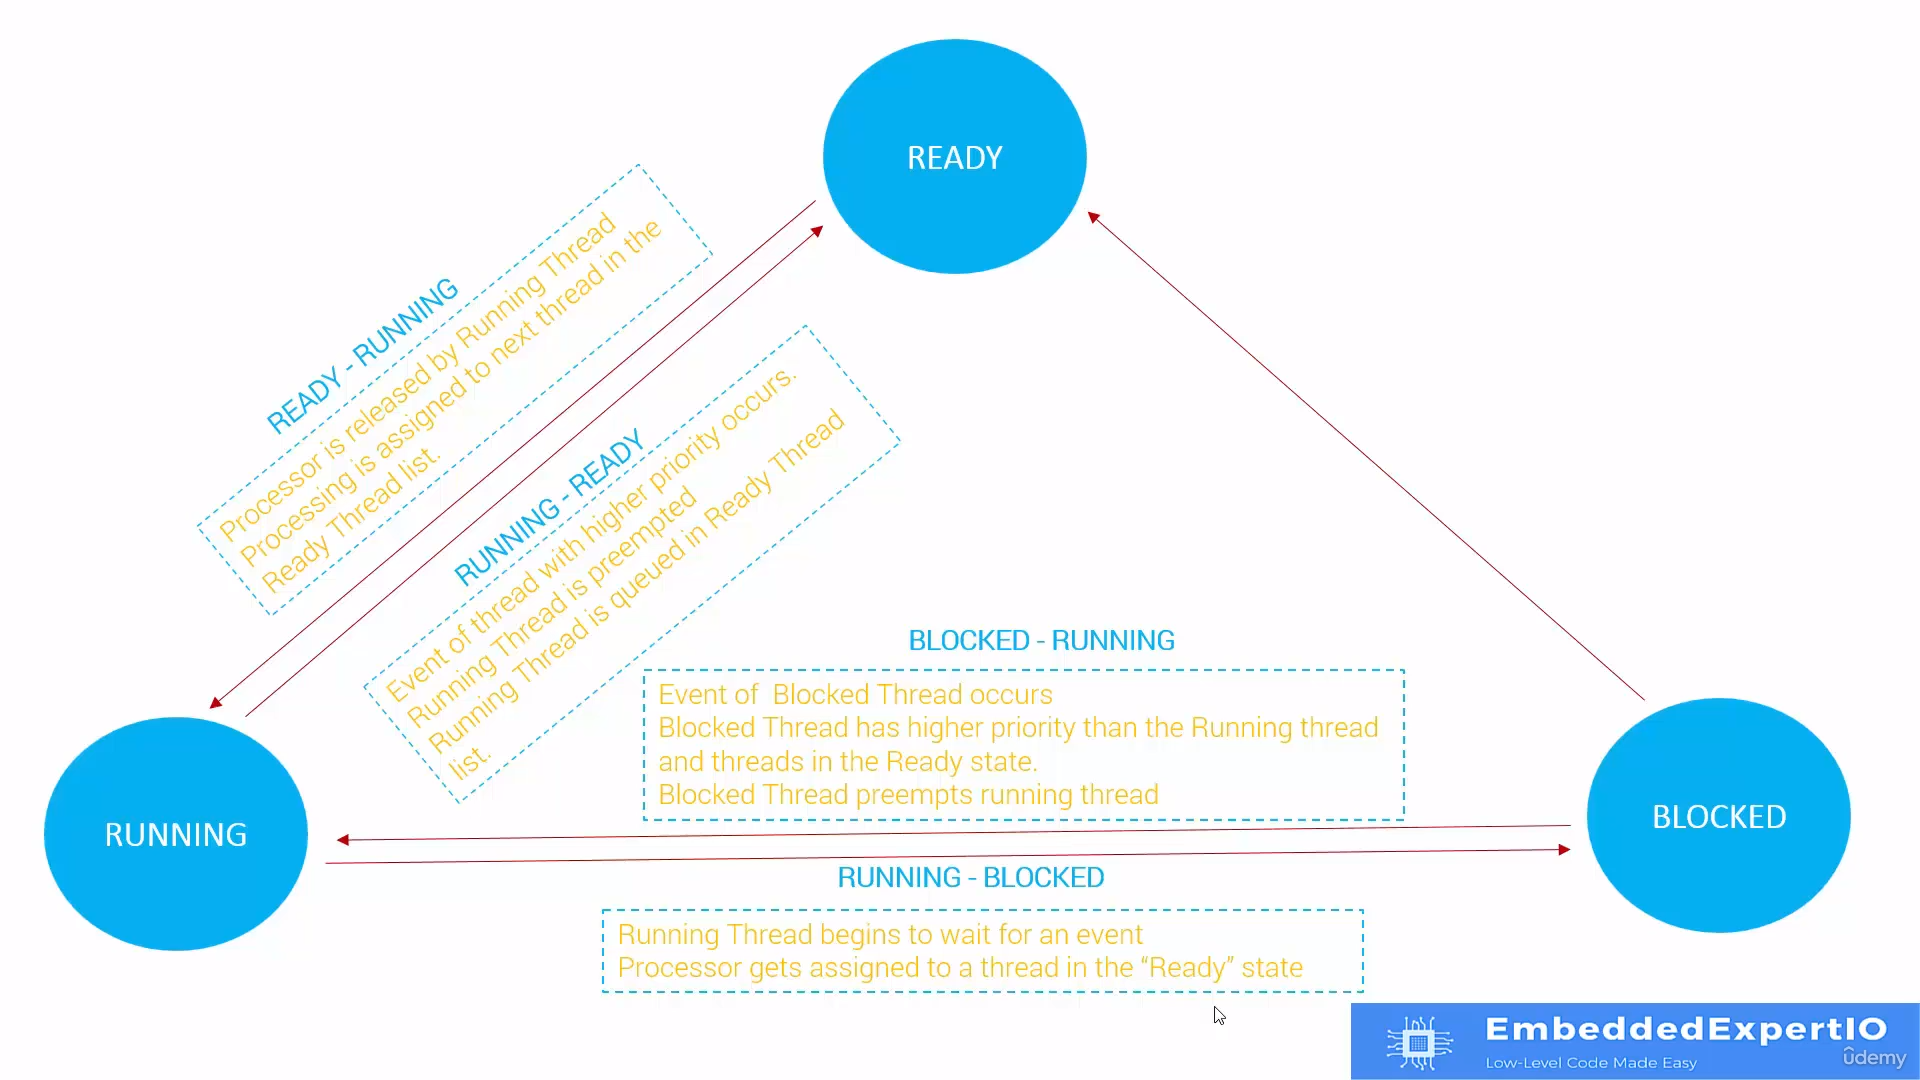 READY
READY - RUNNING
Processor is released by Running Thread
Processing is assigned to next thread in the
Ready Thread list.
RUNNING - READY
Event of thread with higher priority occurs.
Running Thread is preempted
Running Thread is queued in Ready Thread
list.
BLOCKED - RUNNING
Event of  Blocked Thread occurs
Blocked Thread has higher priority than the Running thread
and threads in the Ready state.
Blocked Thread preempts running thread
RUNNING
BLOCKED
RUNNING - BLOCKED
Running Thread begins to wait for an event
Processor gets assigned to a thread in the “Ready” state
EmbeddedExpertIO
Low-Level Code Made Easy
ûdemy